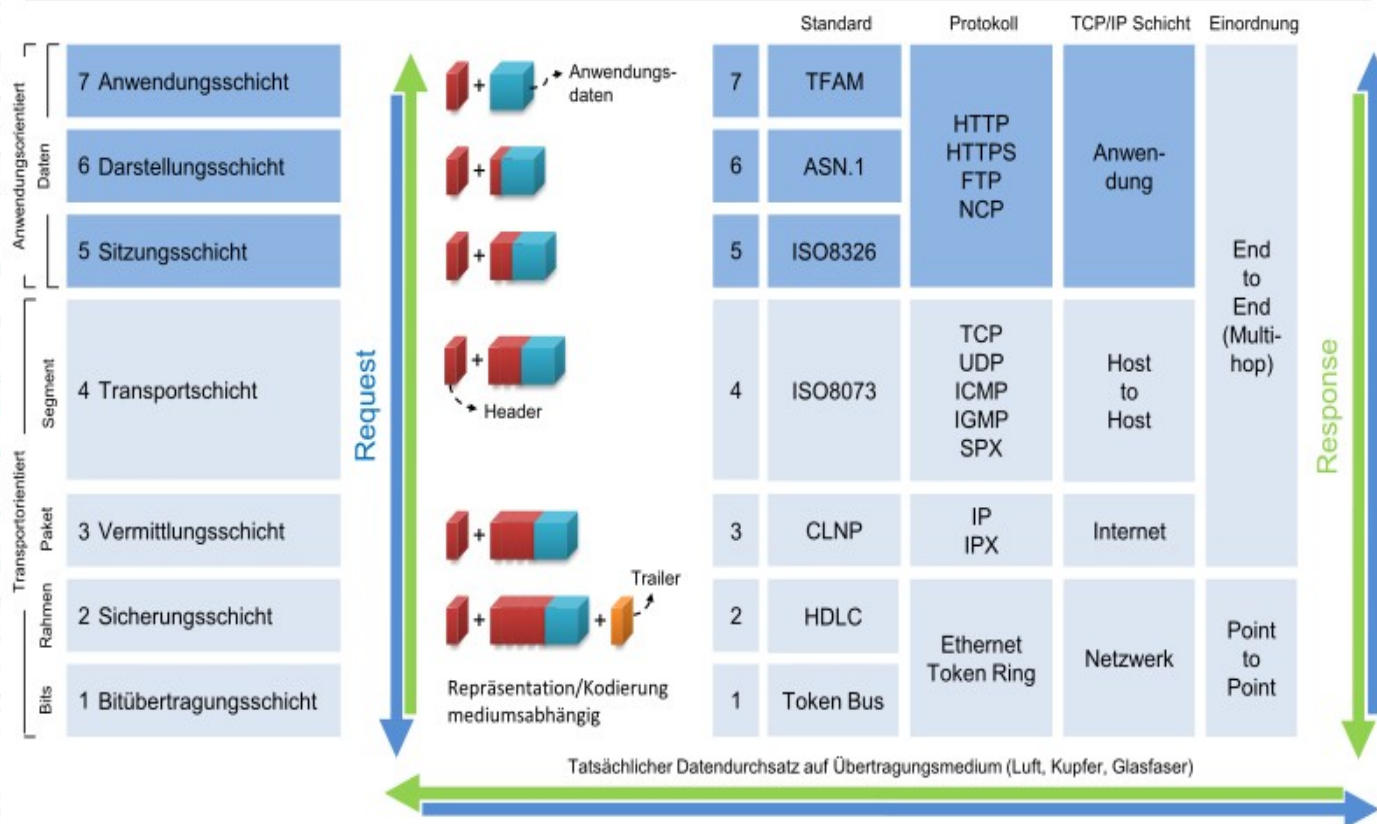 Standard
Protokoll
TCP/IP Schicht
Einordnung
Anwendungsorientiert
Daten
7 Anwendungsschicht
6 Darstellungsschicht
5 Sitzungsschicht
Transportorientiert
Segment
4 Transportschicht
Paket
3 Vermittlungsschicht
Rahmen
2 Sicherungsschicht
Bits
1 Bitübertragungsschicht
Request
+
Anwendungs-
daten
+
+
+
Header
+
+
+
Trailer
Repräsentation/Kodierung
mediumsabhängig
7
TFAM
6
ASN.1
5
ISO8326
4
ISO8073
3
CLNP
2
HDLC
1
Token Bus
HTTP
HTTPS
FTP
NCP
TCP
UDP
ICMP
IGMP
SPX
IP
IPX
Ethernet
Token Ring
Anwen-
dung
Host
to
Host
Internet
Netzwerk
End
to
End
(Multi-
hop)
Point
to
Point
Response
Tatsächlicher Datendurchsatz auf Übertragungsmedium (Luft, Kupfer, Glasfaser)